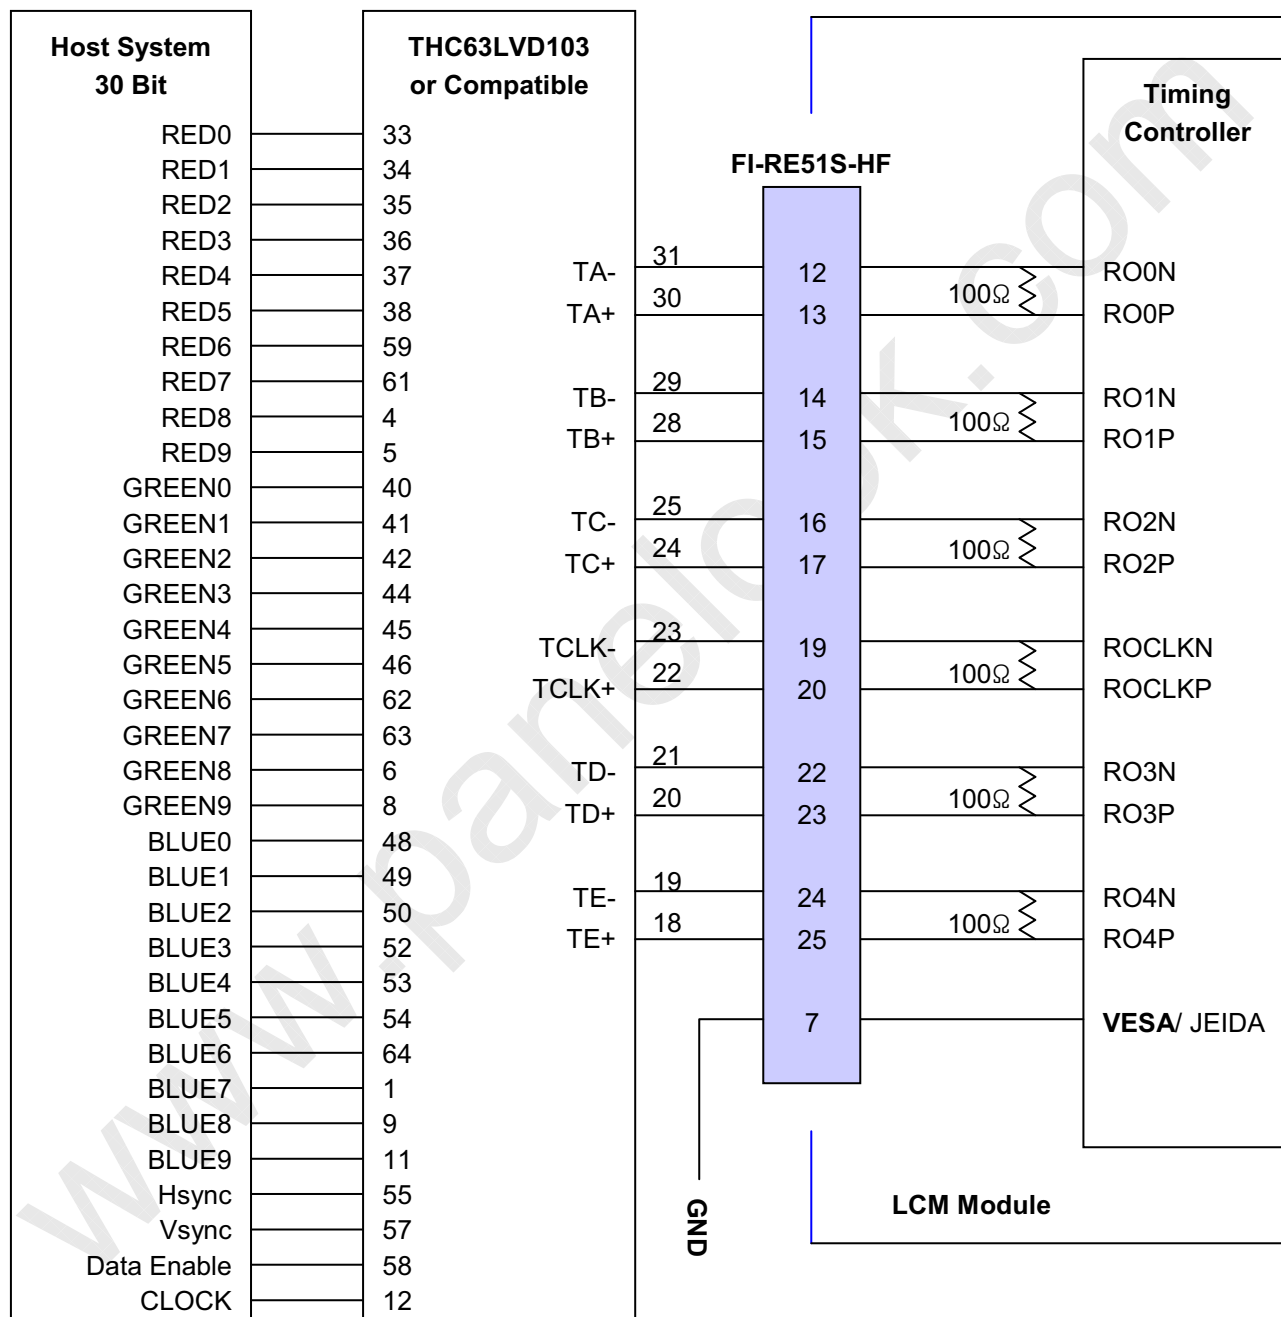 Host System
30 Bit
RED0
RED1
RED2
RED3
RED4
RED5
RED6
RED7
RED8
RED9
GREEN0
GREEN1
GREEN2
GREEN3
GREEN4
GREEN5
GREEN6
GREEN7
GREEN8
GREEN9
BLUE0
BLUE1
BLUE2
BLUE3
BLUE4
BLUE5
BLUE6
BLUE7
BLUE8
BLUE9
Hsync
Vsync
Data Enable
CLOCK
THC63LVD103
or Compatible
33
34
35
36
37
38
59
61
4
5
40
41
42
44
45
46
62
63
6
8
48
49
50
52
53
54
64
1
9
11
55
57
58
12
TA-
TA+
TB-
TB+
TC-
TC+
TCLK-
TCLK+
TD-
TD+
TE-
TE+
31
30
29
28
25
24
23
22
21
20
19
18
FI-RE51S-HF
12
13
14
15
16
17
19
20
22
23
24
25
7
GND
100Ω
100Ω
100Ω
100Ω
100Ω
100Ω
Timing
Controller
RO0N
RO0P
RO1N
RO1P
RO2N
RO2P
ROCLKN
ROCLKP
RO3N
RO3P
RO4N
RO4P
VESA/ JEIDA
LCM Module
www.panelook.com